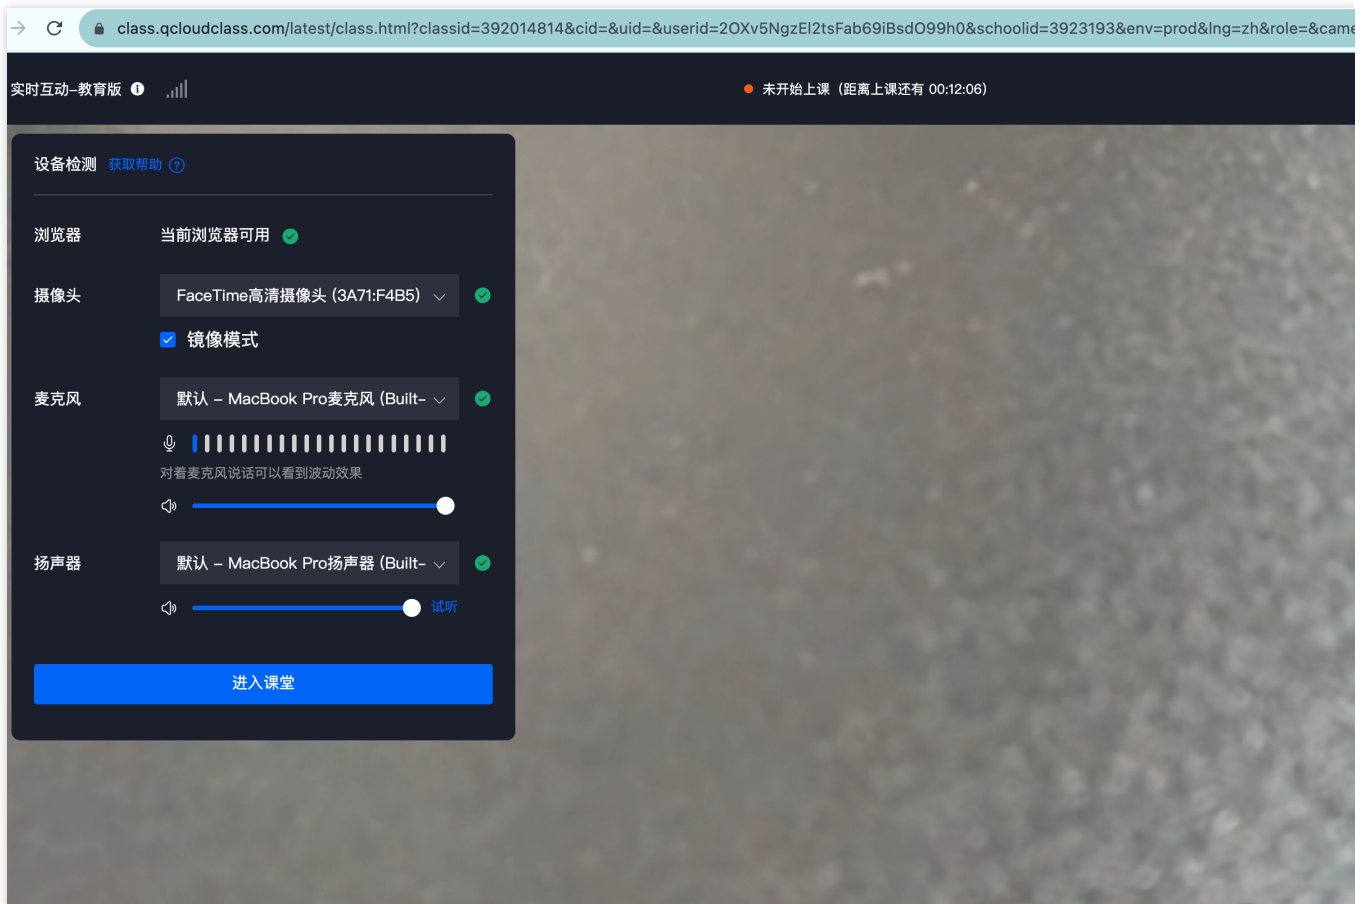 class.qcloudclass.com/latest/class.html?classid=392014814&cid=&uid=&userid=2OXv5NgzEl2tsFab69iBsdO99h0&schoolid=3923193&env=prod&lng=zh&role=&came
实时互动-教育版
未开始上课（距离上课还有 00:12:06）
设备检测 获取帮助
浏览器 当前浏览器可用
摄像头 FaceTime高清摄像头 (3A71:F4B5)
镜像模式
麦克风 默认 - MacBook Pro麦克风 (Built-
对着麦克风说话可以看到波动效果
扬声器 默认 - MacBook Pro扬声器 (Built-
试听
进入课堂